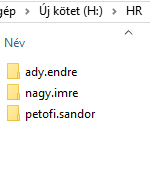 gép > Új kötet (H:) > HR
Név
ady.endre
nagy.imre
petofi.sandor